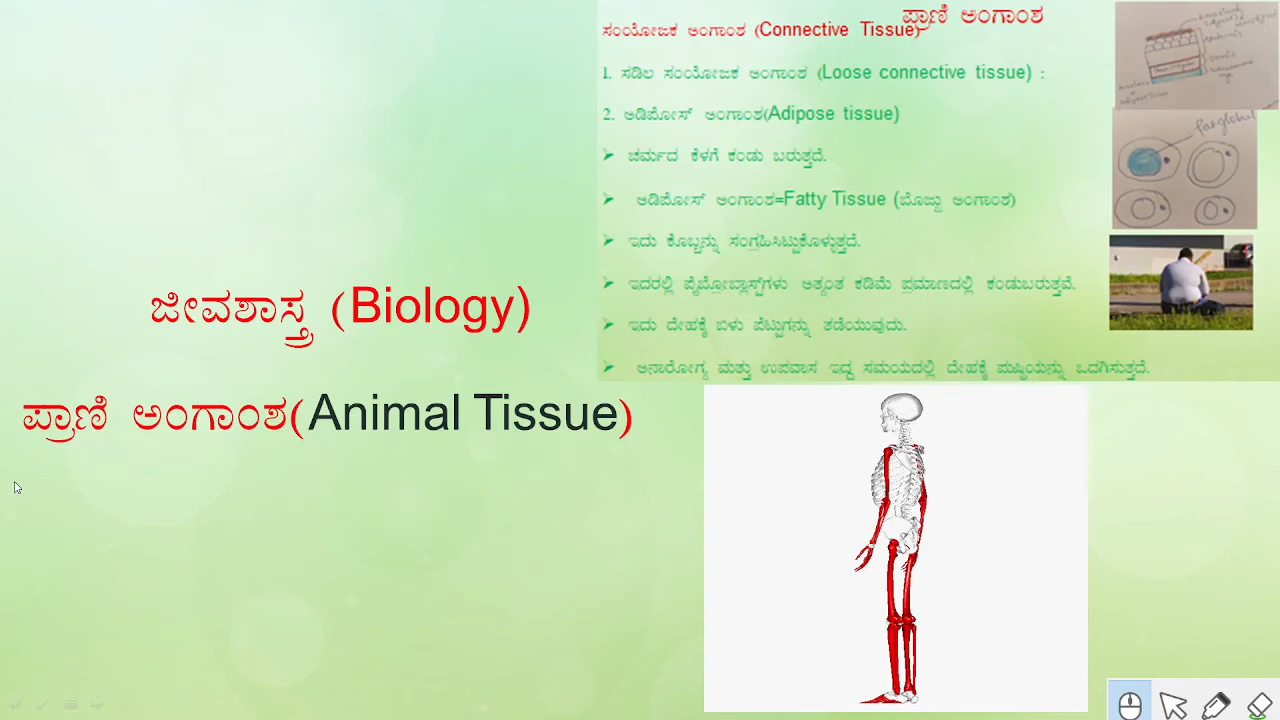 ಪ್ರಾಣಿ ಅಂಗಾಂಶ
ಸಂಯೋಜಕ ಅಂಗಾಂಶ (Connective Tissue)
1. ಸಡಿಲ ಸಂಯೋಜಕ ಅಂಗಾಂಶ (Loose connective tissue) :
2. ಅಡಿಪೋಸ್ ಅಂಗಾಂಶ(Adipose tissue)
➢ ಚರ್ಮದ ಕೆಳಗೆ ಕಂಡು ಬರುತ್ತದೆ.
➢ ಅಡಿಪೋಸ್ ಅಂಗಾಂಶ=Fatty Tissue (ಬೊಜ್ಜು ಅಂಗಾಂಶ)
➢ ಇದು ಕೊಬ್ಬನ್ನು ಸಂಗ್ರಹಿಸಿಟ್ಟುಕೊಳ್ಳುತ್ತದೆ.
➢ ಇದರಲ್ಲಿ ಫೈಬ್ರೋಬ್ಲಾಸ್ಟ್‌ಗಳು ಅತ್ಯಂತ ಕಡಿಮೆ ಪ್ರಮಾಣದಲ್ಲಿ ಕಂಡುಬರುತ್ತವೆ.
➢ ಇದು ದೇಹಕ್ಕೆ ಬೀಳು ಪೆಟ್ಟುಗನ್ನು ತಡೆಯುವುದು.
➢ ಅನಾರೋಗ್ಯ ಮತ್ತು ಉಪವಾಸ ಇದ್ದ ಸಮಯದಲ್ಲಿ ದೇಹಕ್ಕೆ ಪುಷ್ಠಿಯನ್ನು ಒದಗಿಸುತ್ತದೆ.
ಜೀವಶಾಸ್ತ್ರ (Biology)
ಪ್ರಾಣಿ ಅಂಗಾಂಶ(Animal Tissue)